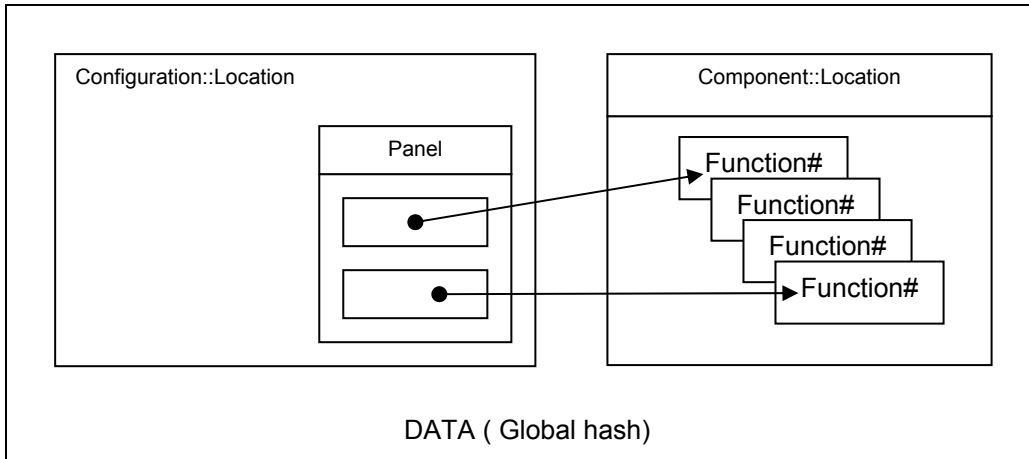 Configuration::Location
Component::Location
Panel
Function#
Function#
Function#
Function#
DATA ( Global hash)